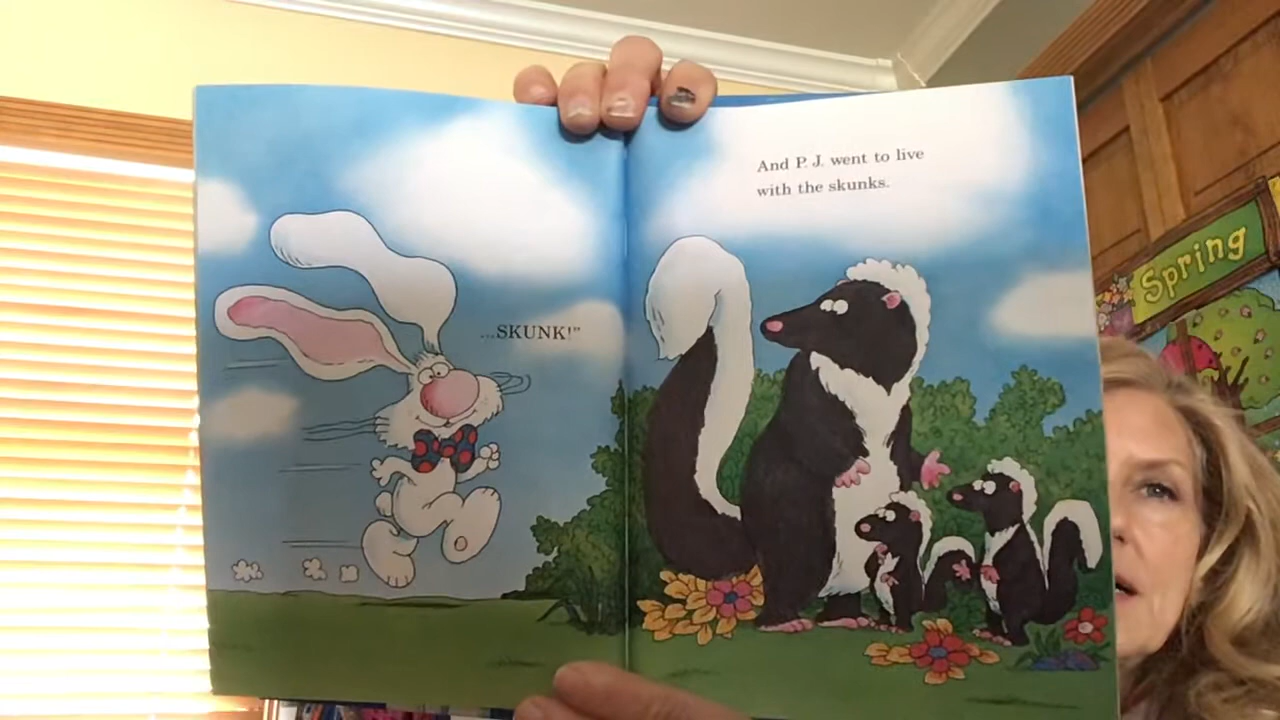 ...SKUNK!"
And P. J. went to live
with the skunks.
Spring